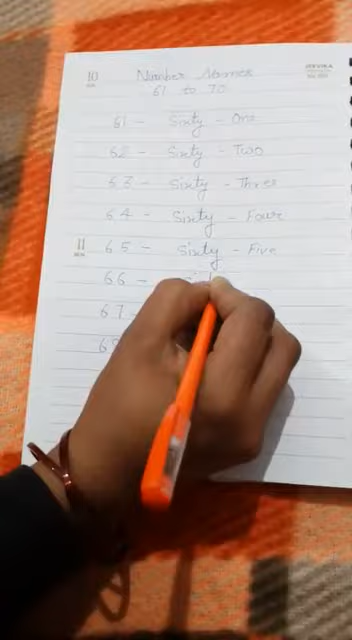 10
Number Names
61 to 70
61 - Sixty - One
62 - Sixty - Two
63 - Sixty - Three
64 - Sixty - Four
11
65 - Sixty - Five
66 -
67